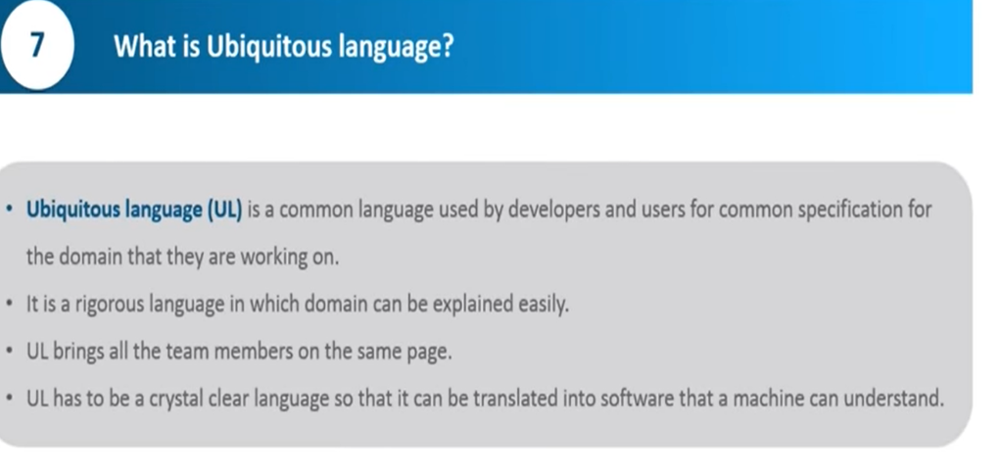 7
What is Ubiquitous language?
• Ubiquitous language (UL) is a common language used by developers and users for common specification for
the domain that they are working on.
• It is a rigorous language in which domain can be explained easily.
• UL brings all the team members on the same page.
• UL has to be a crystal clear language so that it can be translated into software that a machine can understand.